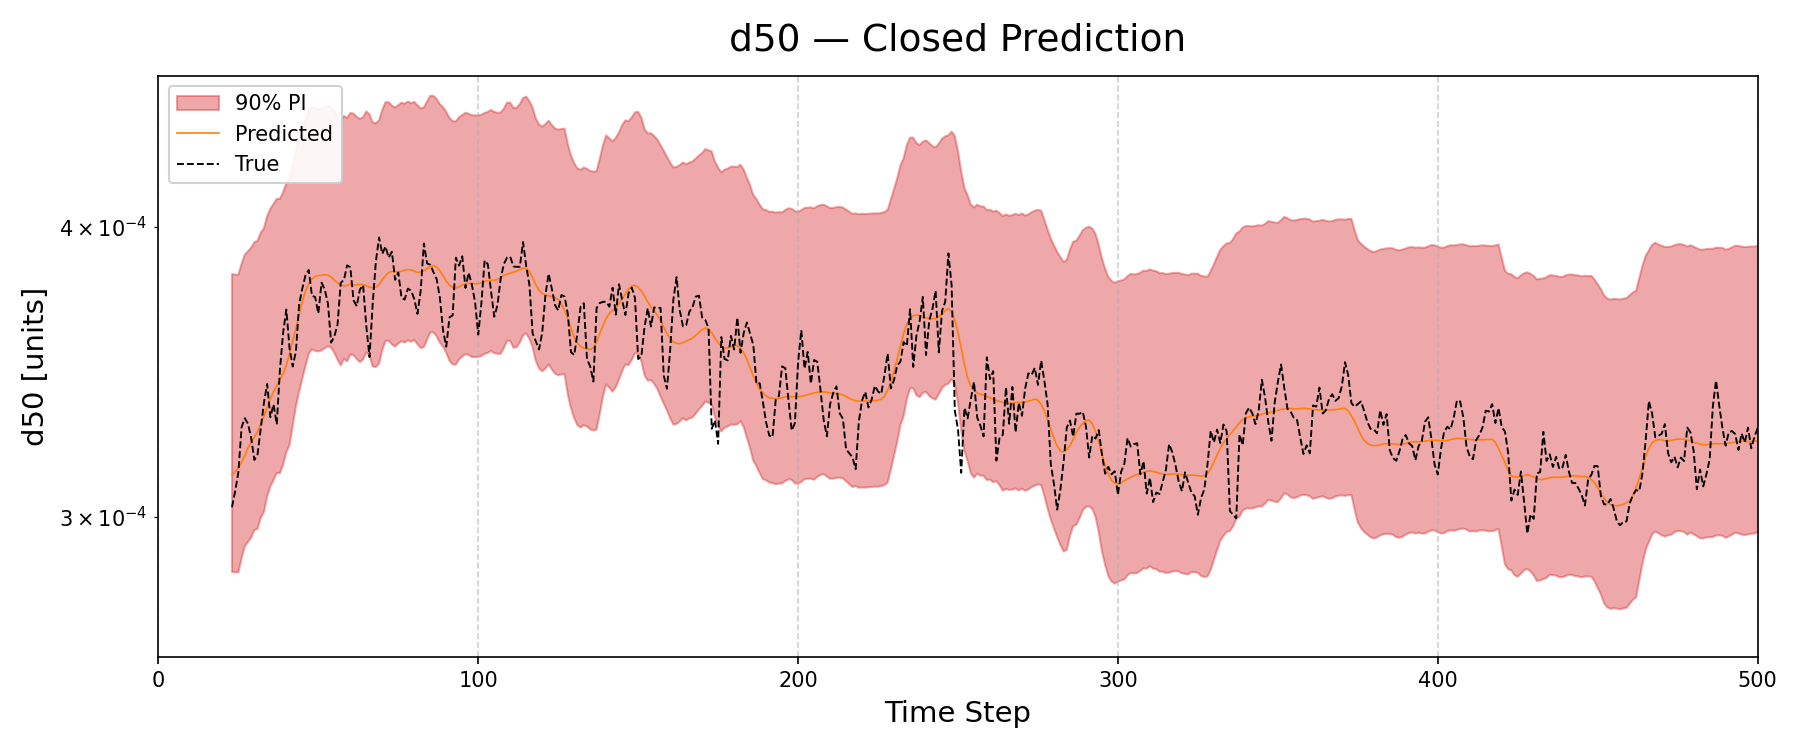 d50 — Closed Prediction
90% PI
Predicted
True
4 × 10⁻⁴
3 × 10⁻⁴
d50 [units]
0 100 200 300 400 500
Time Step